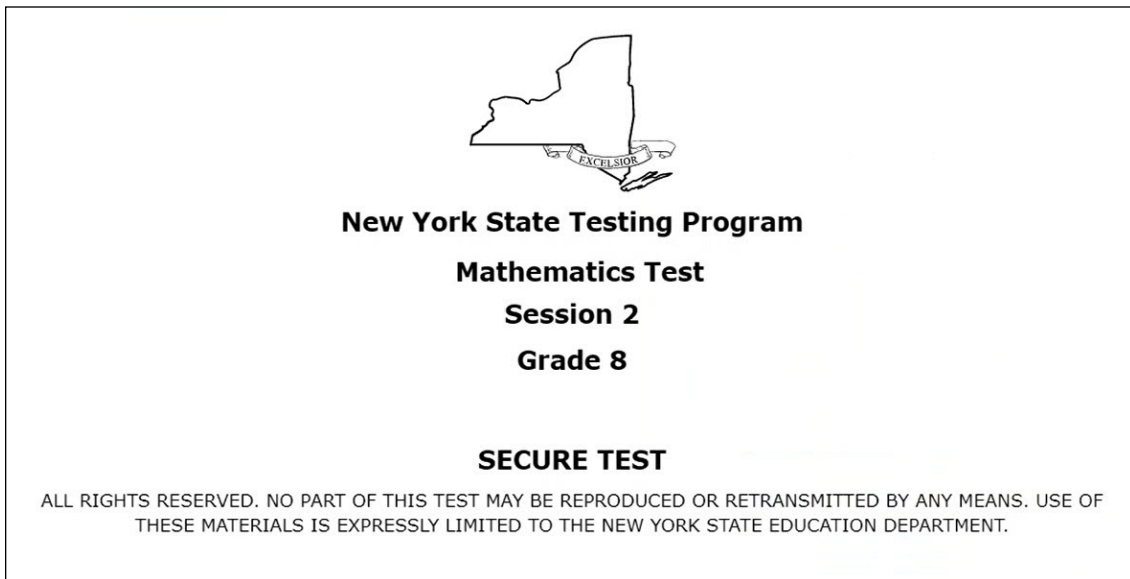 EXCELSIOR
New York State Testing Program
Mathematics Test
Session 2
Grade 8
SECURE TEST
ALL RIGHTS RESERVED. NO PART OF THIS TEST MAY BE REPRODUCED OR RETRANSMITTED BY ANY MEANS. USE OF
THESE MATERIALS IS EXPRESSLY LIMITED TO THE NEW YORK STATE EDUCATION DEPARTMENT.